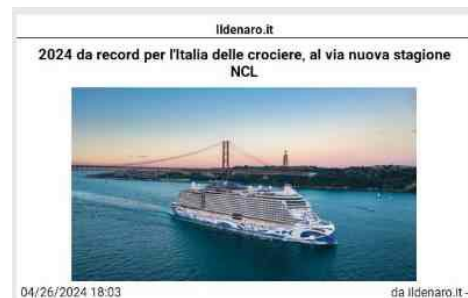 Ildenaro.it
2024 da record per l'Italia delle crociere, al via nuova stagione
NCL
04/26/2024 18:03
da ildenaro.it -